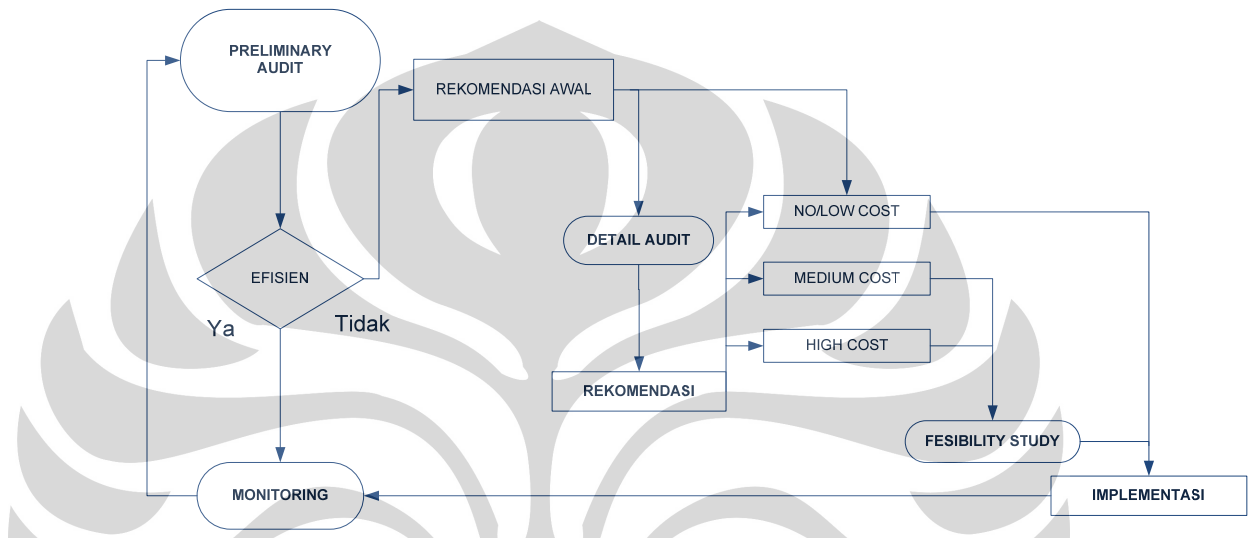 PRELIMINARY
AUDIT
REKOMENDASI AWAL
NO/LOW COST
DETAIL AUDIT
EFISIEN
MEDIUM COST
Ya
Tidak
HIGH COST
REKOMENDASI
FESIBILITY STUDY
MONITORING
IMPLEMENTASI